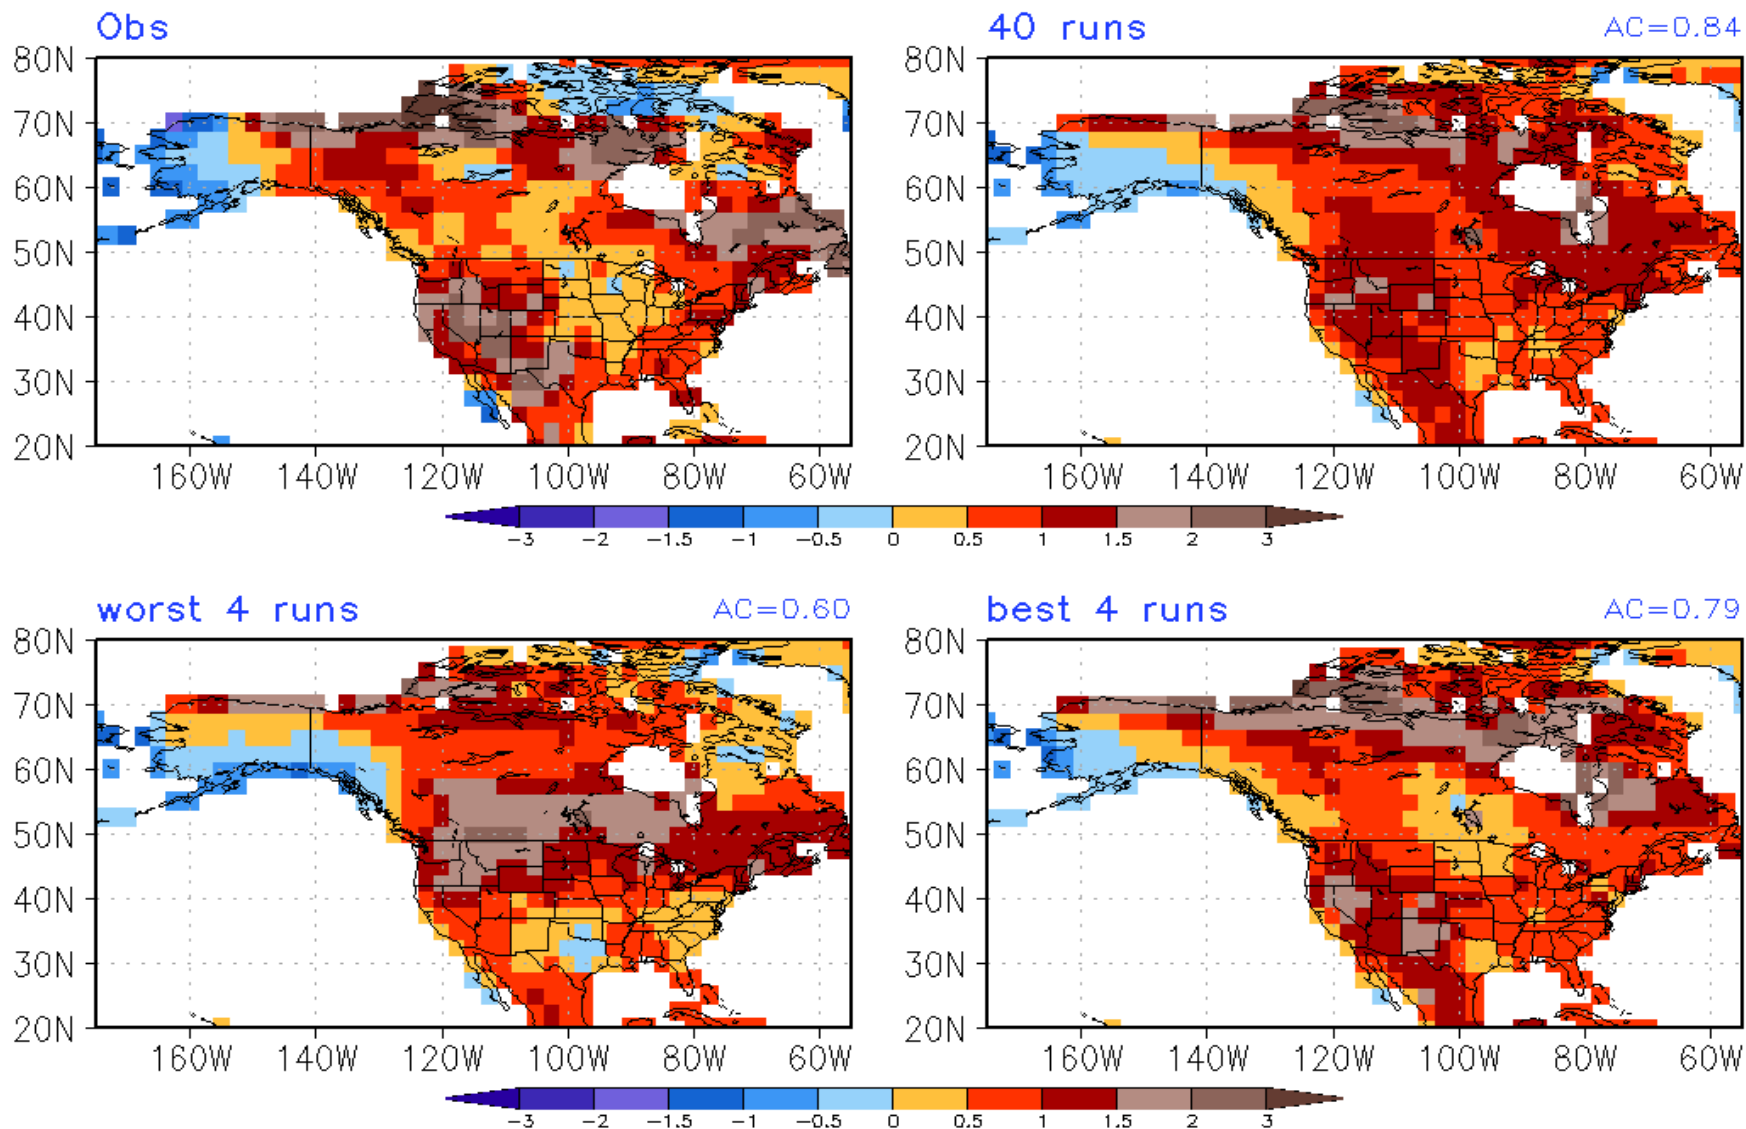 Obs
40 runs AC=0.84
80N 80N
70N 70N
60N 60N
50N 50N
40N 40N
30N 30N
20N 20N
160W 140W 120W 100W 80W 60W 160W 140W 120W 100W 80W 60W
-3 -2 -1.5 -1 -0.5 0 0.5 1 1.5 2 3
worst 4 runs AC=0.60
best 4 runs AC=0.79
80N 80N
70N 70N
60N 60N
50N 50N
40N 40N
30N 30N
20N 20N
160W 140W 120W 100W 80W 60W 160W 140W 120W 100W 80W 60W
-3 -2 -1.5 -1 -0.5 0 0.5 1 1.5 2 3